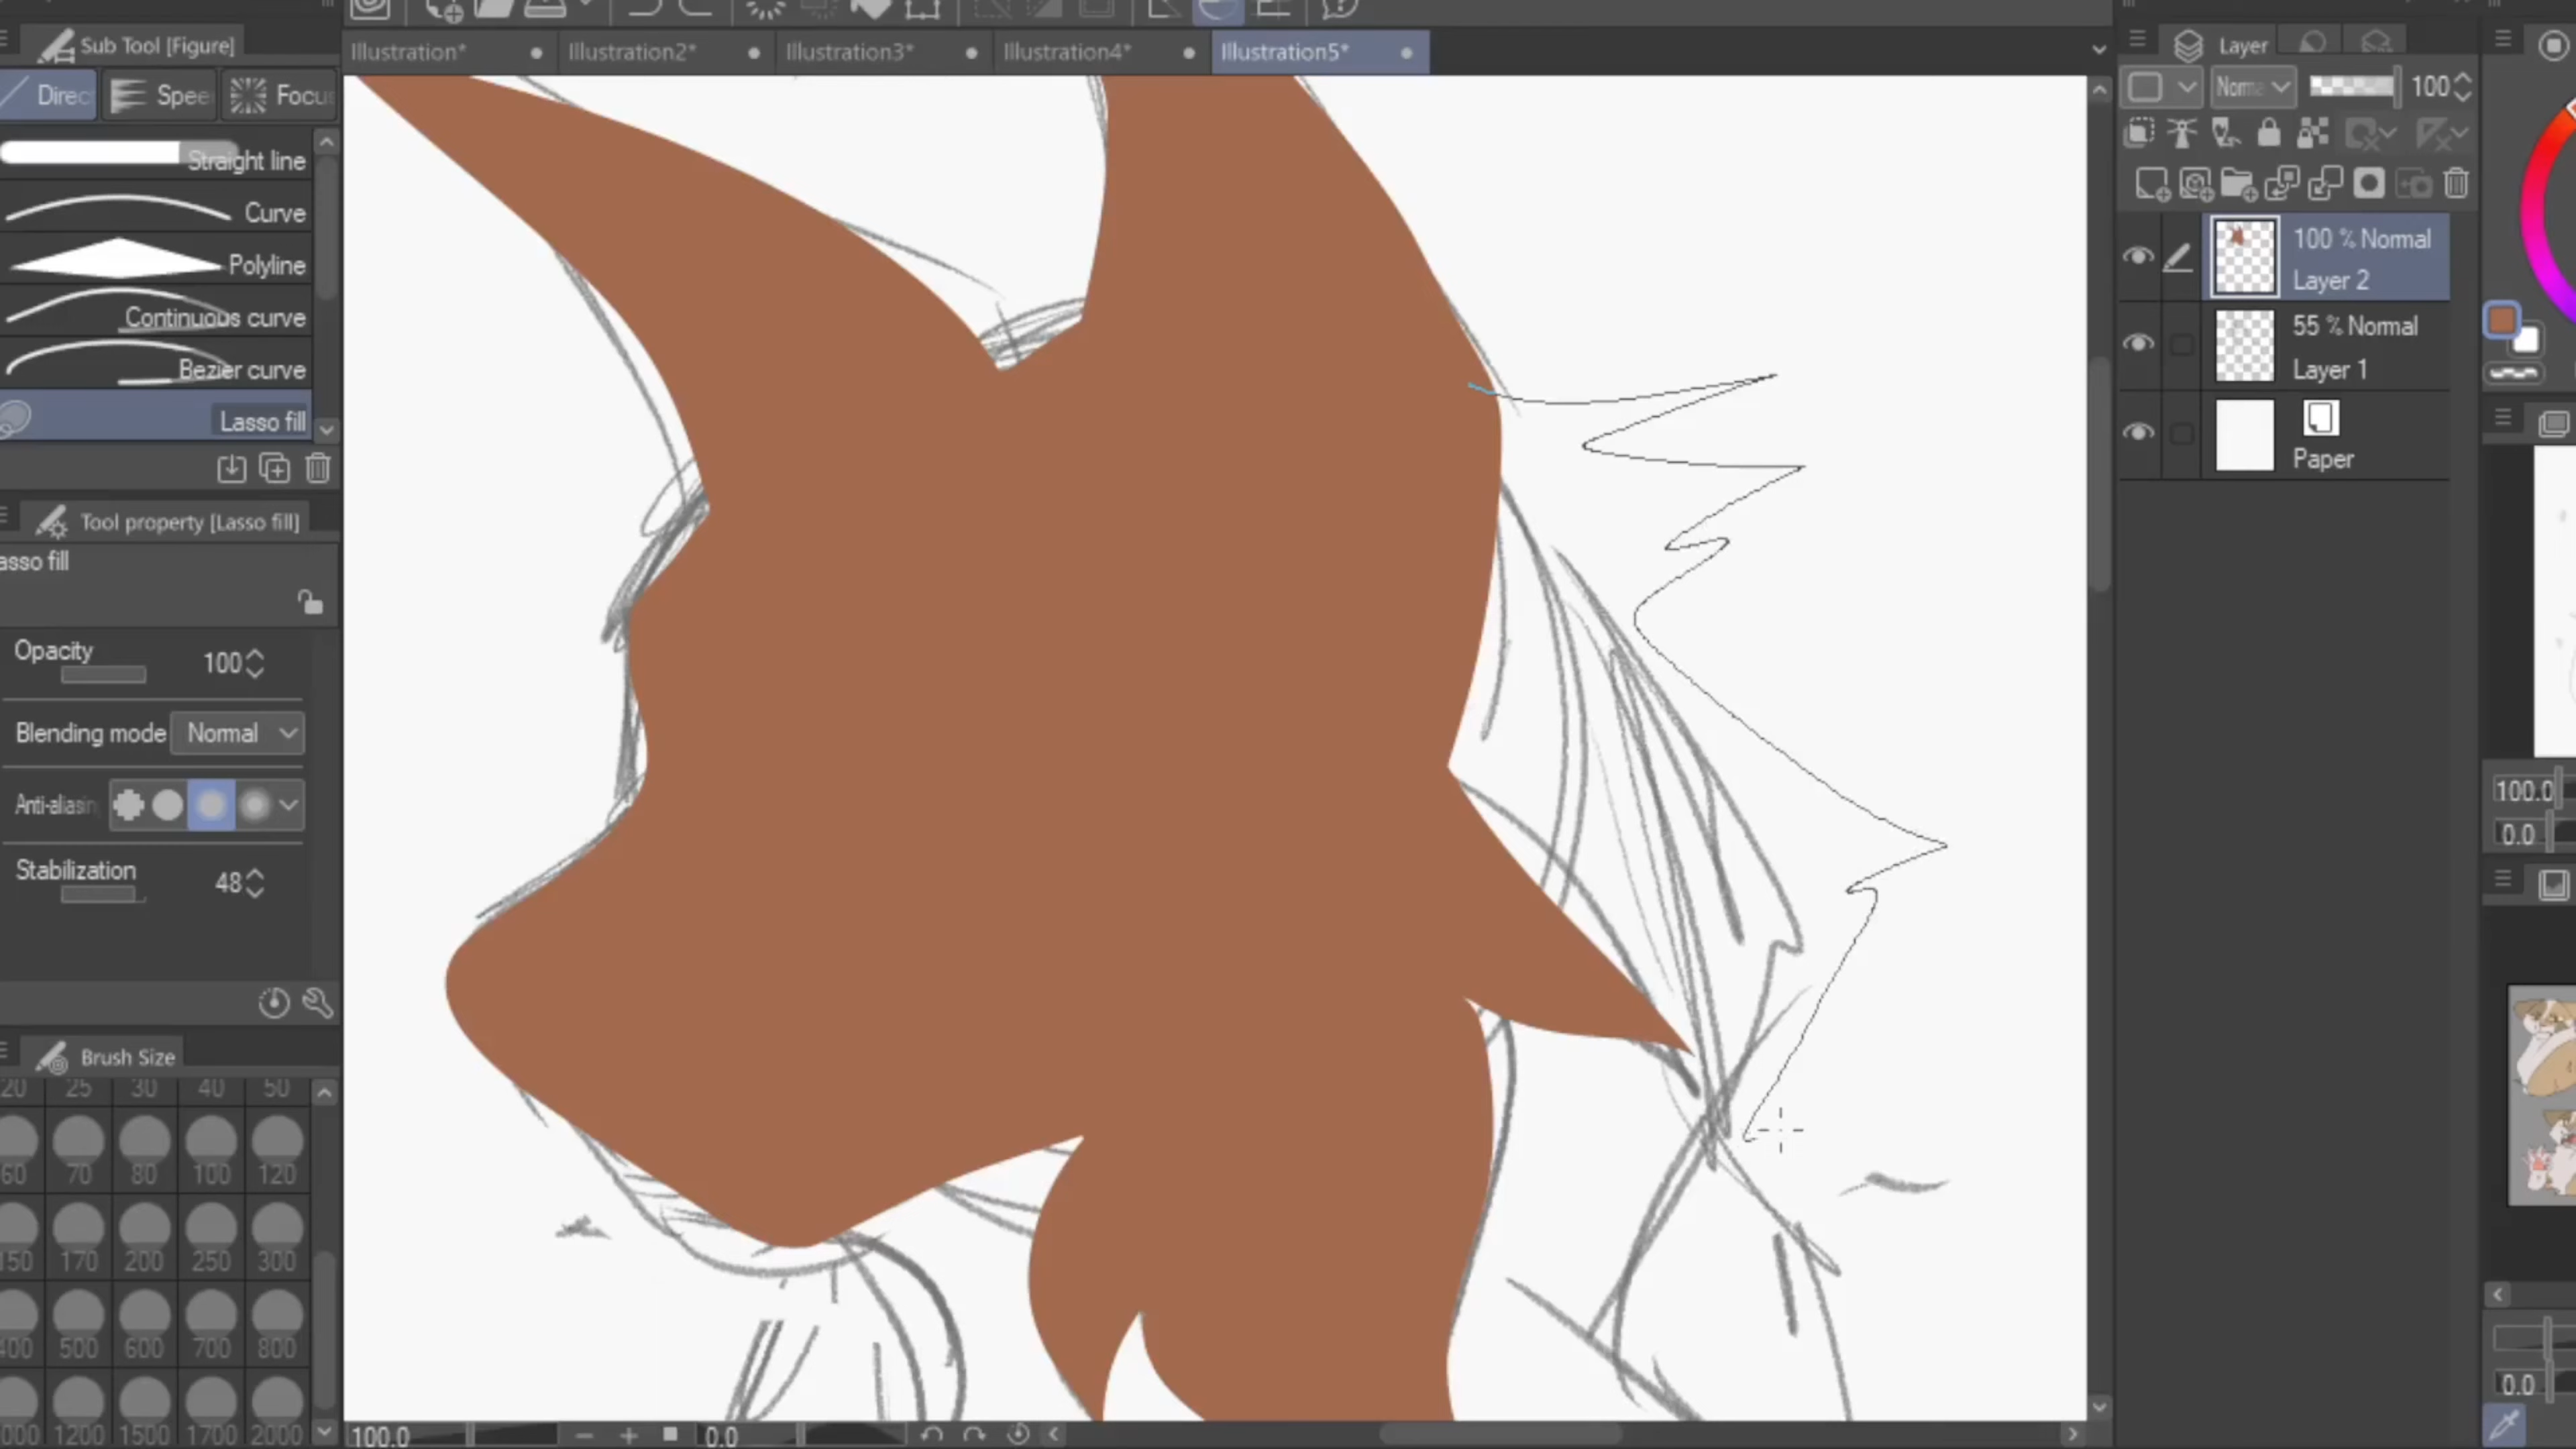 Sub Tool [Figure]
Illustration*
Illustration2*
Illustration3*
Illustration4*
Illustration5*
Layer
Direc
Spee
Focu
Norma
100
Straight line
Curve
Polyline
Continuous curve
Bezier curve
Lasso fill
100 % Normal
Layer 2
55 % Normal
Layer 1
Paper
Tool property [Lasso fill]
asso fill
Opacity
100
Blending mode
Normal
Anti-aliasin
Stabilization
48
100.0
0.0
Brush Size
20 25 30 40 50
60 70 80 100 120
150 170 200 250 300
400 500 600 700 800
000 1200 1500 1700 2000
100.0
0.0
0.0